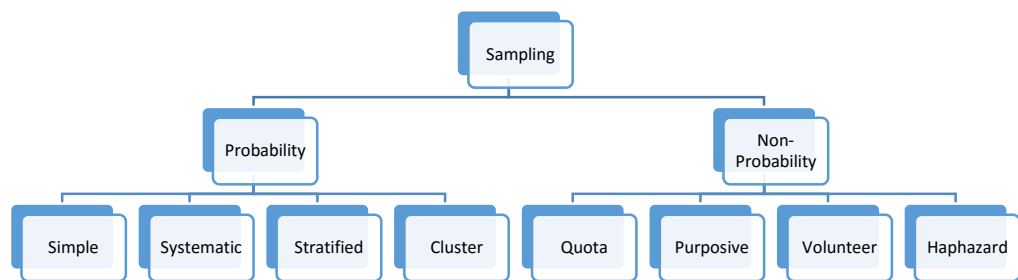 Sampling
Probability
Non-
Probability
Simple
Systematic
Stratified
Cluster
Quota
Purposive
Volunteer
Haphazard